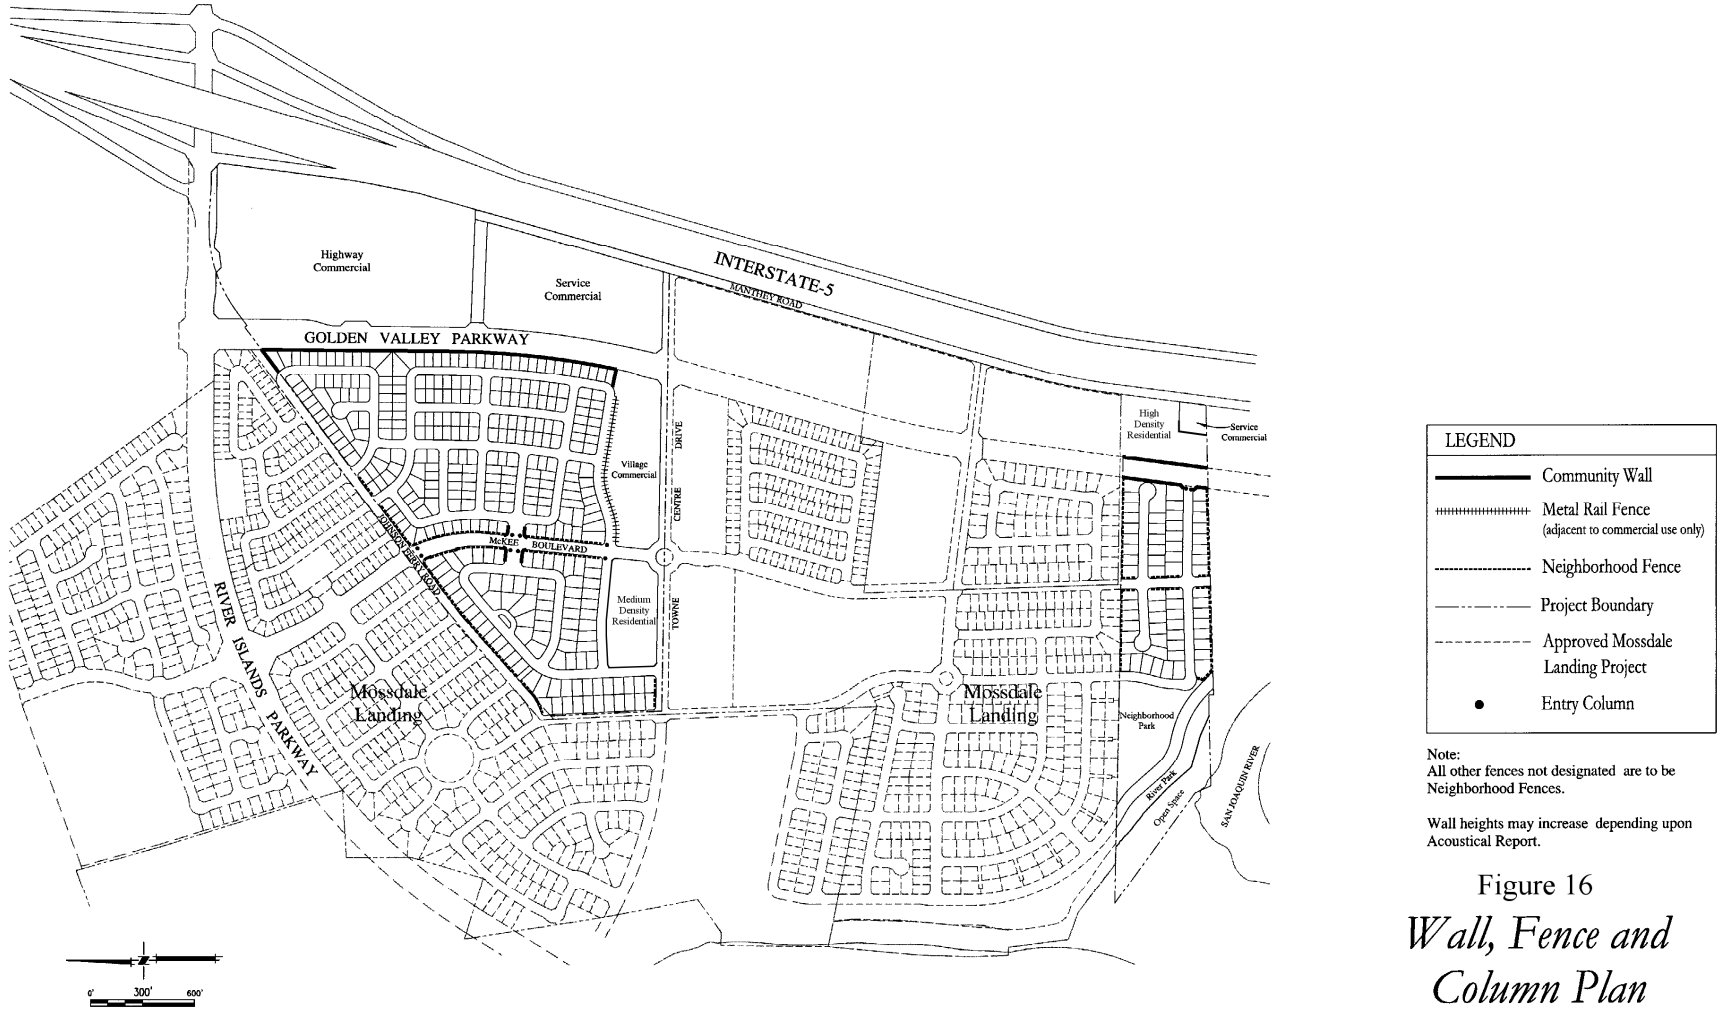 INTERSTATE-5
MANTHEY ROAD
Highway
Commercial
Service
Commercial
GOLDEN VALLEY PARKWAY
High
Density
Residential
Service
Commercial
Village
Commercial
TOWNE CENTRE DRIVE
McKEE BOULEVARD
JOHNSON FERRY ROAD
Medium
Density
Residential
RIVER ISLANDS PARKWAY
Mossdale
Landing
Mossdale
Landing
Neighborhood
Park
River Park
Open Space
SAN JOAQUIN RIVER
0' 300' 600'
LEGEND
Community Wall
Metal Rail Fence
(adjacent to commercial use only)
Neighborhood Fence
Project Boundary
Approved Mossdale
Landing Project
Entry Column
Note:
All other fences not designated are to be
Neighborhood Fences.
Wall heights may increase depending upon
Acoustical Report.
Figure 16
Wall, Fence and
Column Plan